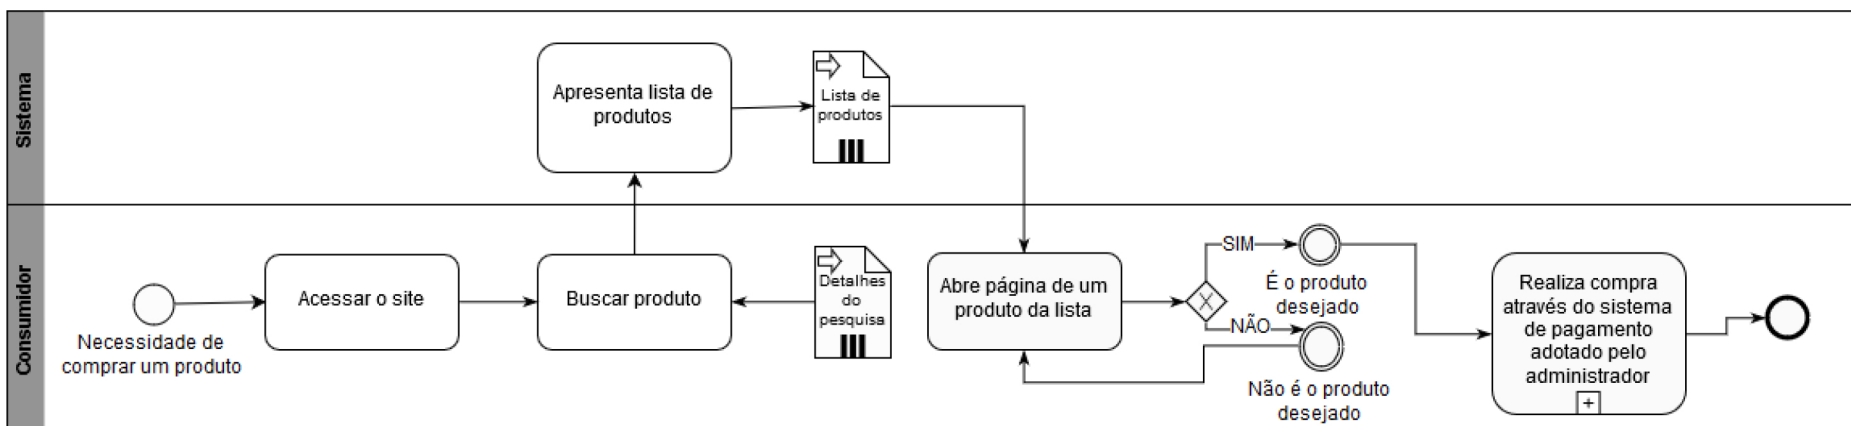 Sistema
Apresenta lista de
produtos
Lista de
produtos
Consumidor
Necessidade de
comprar um produto
Acessar o site
Buscar produto
Detalhes
do
pesquisa
Abre página de um
produto da lista
X
SIM
É o produto
desejado
NÃO
Não é o produto
desejado
Realiza compra
através do sistema
de pagamento
adotado pelo
administrador
+